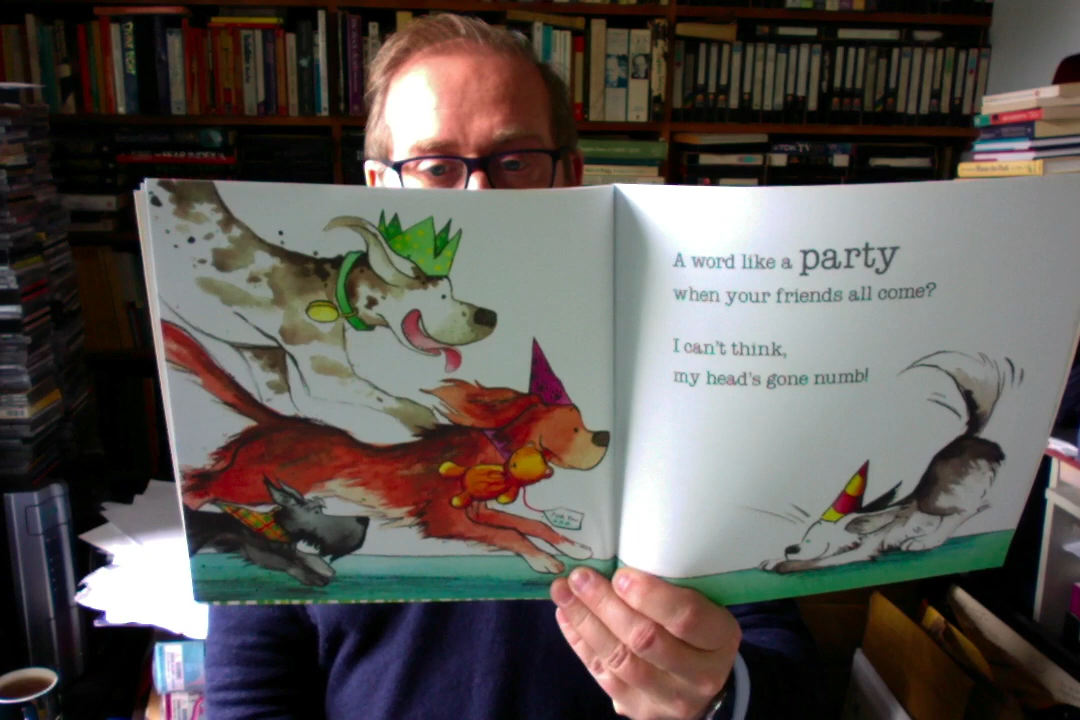 A word like a party
when your friends all come?
I can't think,
my head's gone numb!